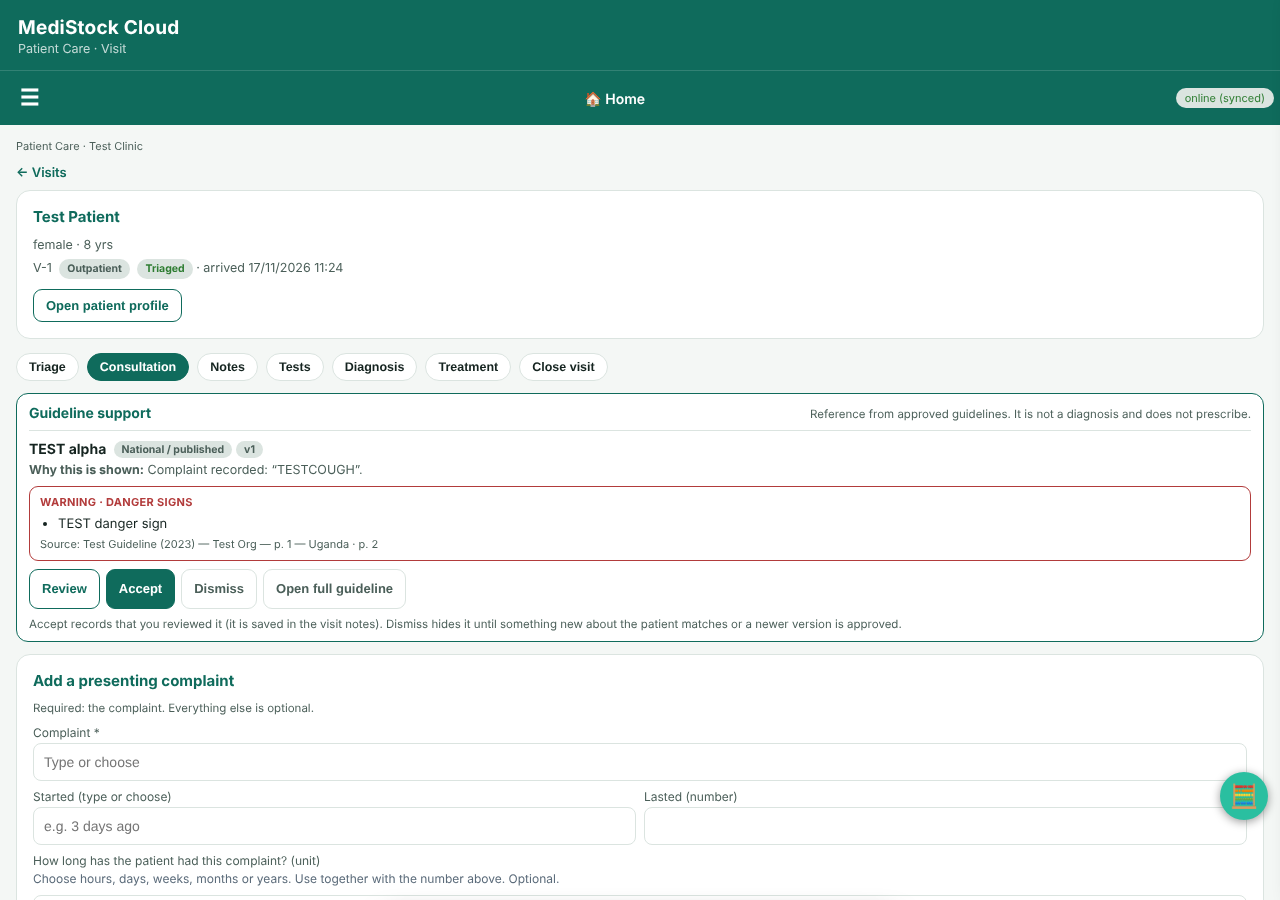 MediStock Cloud
Patient Care · Visit
☰
🏠 Home
online (synced)
Patient Care · Test Clinic
← Visits
Test Patient
female · 8 yrs
V-1 Outpatient Triaged · arrived 17/11/2026 11:24
Open patient profile
Triage Consultation Notes Tests Diagnosis Treatment Close visit
Guideline support
Reference from approved guidelines. It is not a diagnosis and does not prescribe.
TEST alpha National / published v1
Why this is shown: Complaint recorded: “TESTCOUGH”.
WARNING · DANGER SIGNS
• TEST danger sign
Source: Test Guideline (2023) — Test Org — p. 1 — Uganda · p. 2
Review Accept Dismiss Open full guideline
Accept records that you reviewed it (it is saved in the visit notes). Dismiss hides it until something new about the patient matches or a newer version is approved.
Add a presenting complaint
Required: the complaint. Everything else is optional.
Complaint *
Type or choose
Started (type or choose) Lasted (number)
e.g. 3 days ago
How long has the patient had this complaint? (unit)
Choose hours, days, weeks, months or years. Use together with the number above. Optional.